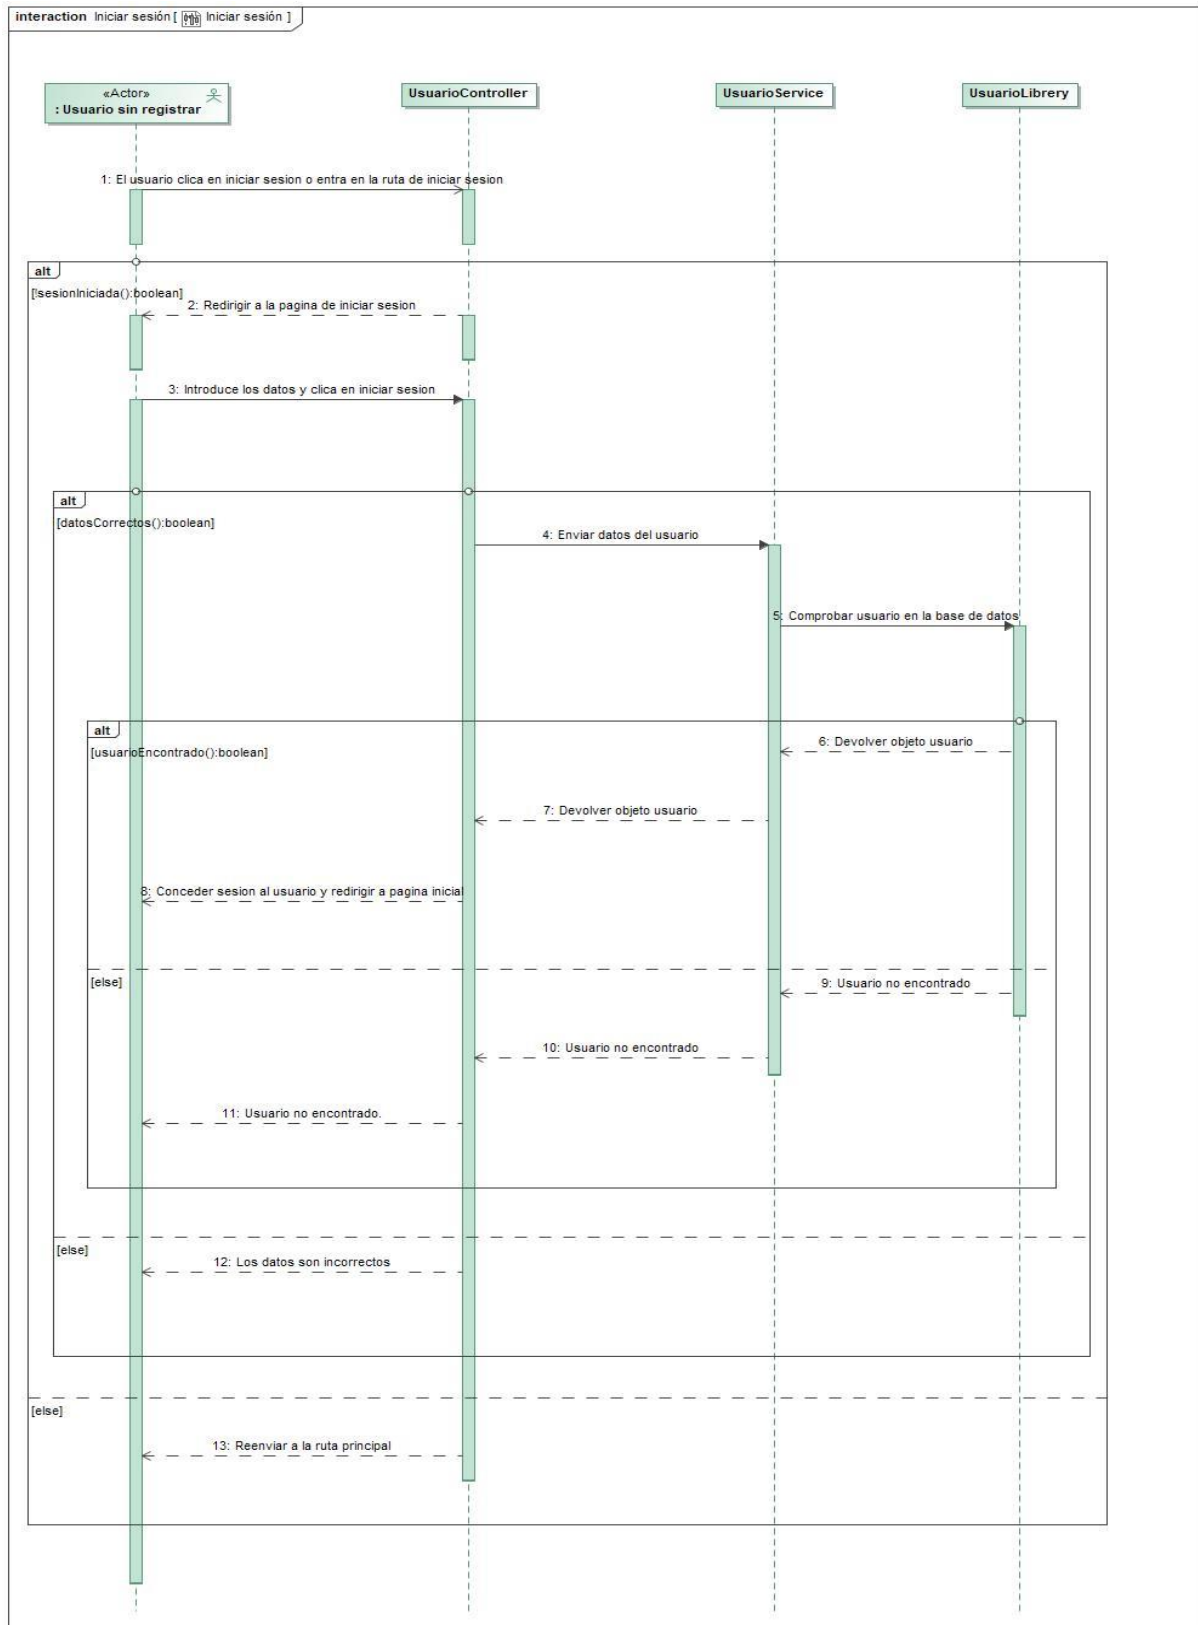 interaction Iniciar sesión [ Iniciar sesión ]
«Actor»
: Usuario sin registrar
UsuarioController
UsuarioService
UsuarioLibrery
1: El usuario clica en iniciar sesion o entra en la ruta de iniciar sesion
alt
[!sesionIniciada():boolean]
2: Redirigir a la pagina de iniciar sesion
3: Introduce los datos y clica en iniciar sesion
alt
[datosCorrectos():boolean]
4: Enviar datos del usuario
5: Comprobar usuario en la base de datos
alt
[usuarioEncontrado():boolean]
6: Devolver objeto usuario
7: Devolver objeto usuario
8: Conceder sesion al usuario y redirigir a pagina inicial
[else]
9: Usuario no encontrado
10: Usuario no encontrado
11: Usuario no encontrado.
[else]
12: Los datos son incorrectos
[else]
13: Reenviar a la ruta principal